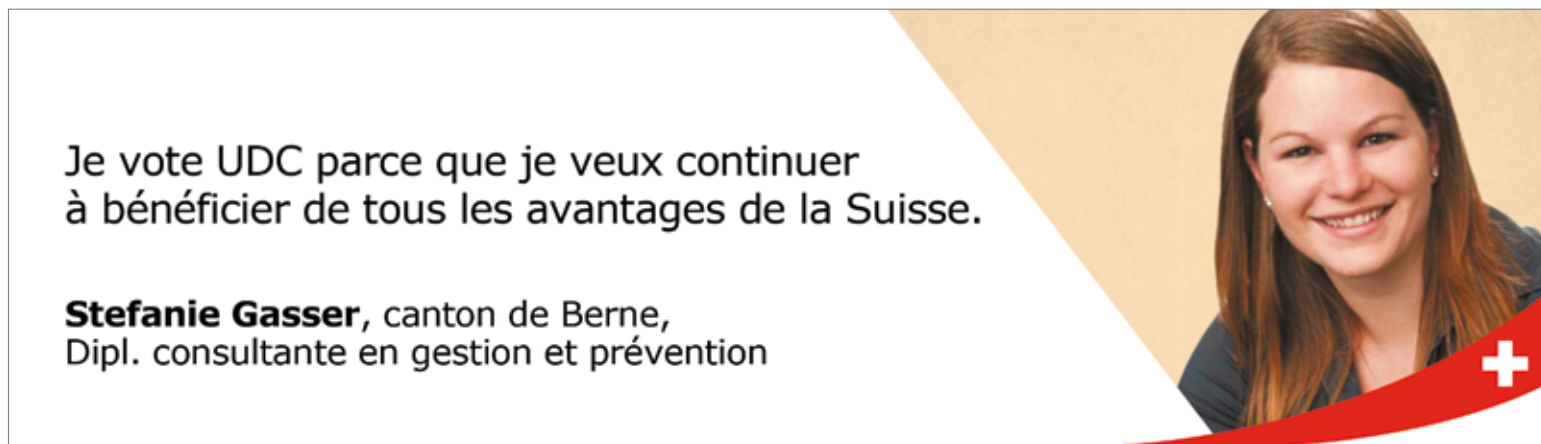 Je vote UDC parce que je veux continuer
à bénéficier de tous les avantages de la Suisse.
Stefanie Gasser, canton de Berne,
Dipl. consultante en gestion et prévention